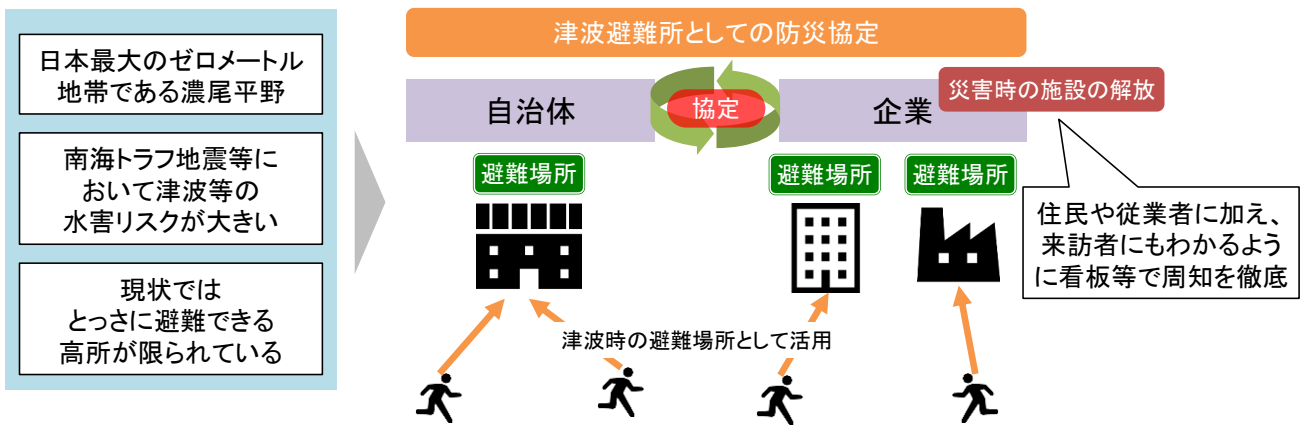 日本最大のゼロメートル
地帯である濃尾平野
南海トラフ地震等に
おいて津波等の
水害リスクが大きい
現状では
とっさに避難できる
高所が限られている
津波避難所としての防災協定
自治体
協定
企業
災害時の施設の解放
避難場所
避難場所
避難場所
住民や従業者に加え、
来訪者にもわかるよう
に看板等で周知を徹底
津波時の避難場所として活用